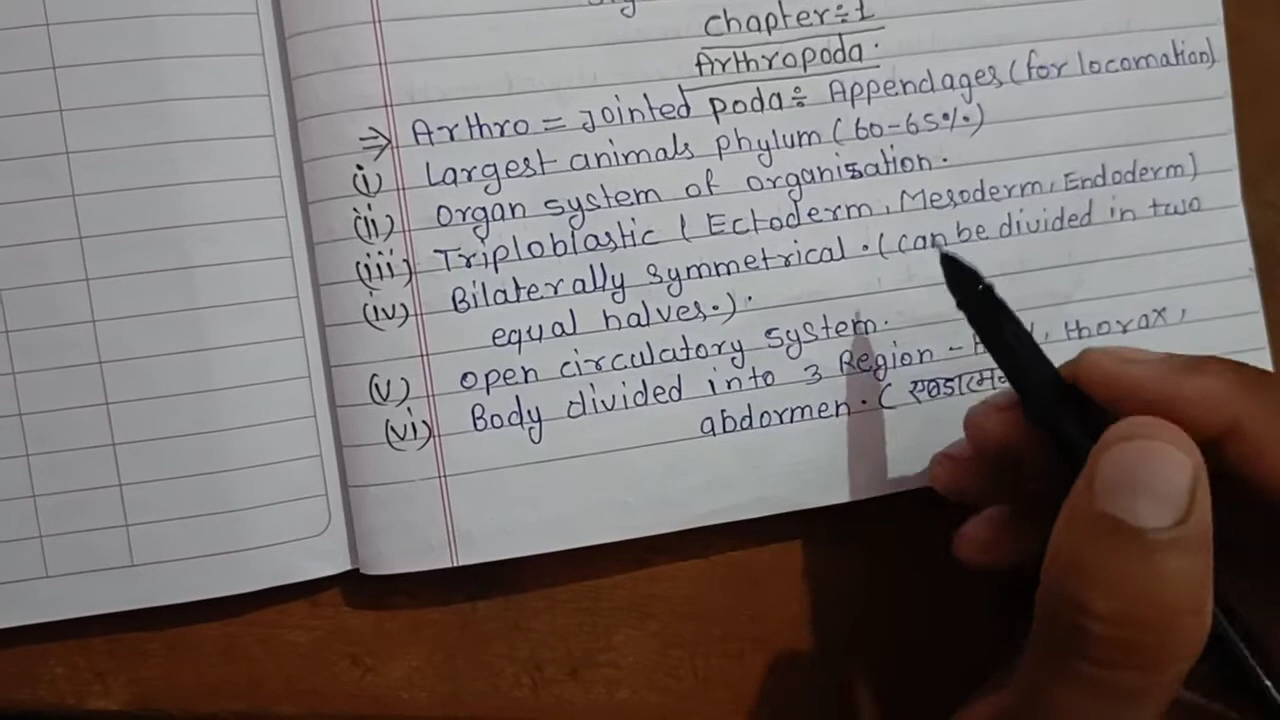 Chapter÷1
Arthropoda.
⇒ Arthro = Jointed poda÷ Appendages (for locomation)
(i) Largest animals phylum (60-65%)
(ii) Organ system of organisation.
(iii) Triploblastic (Ectoderm, Mesoderm, Endoderm)
(iv) Bilaterally symmetrical. (can be divided in two
equal halves.).
(v) open circulatory system.
(vi) Body divided into 3 Region - thorax,
abdormen. (